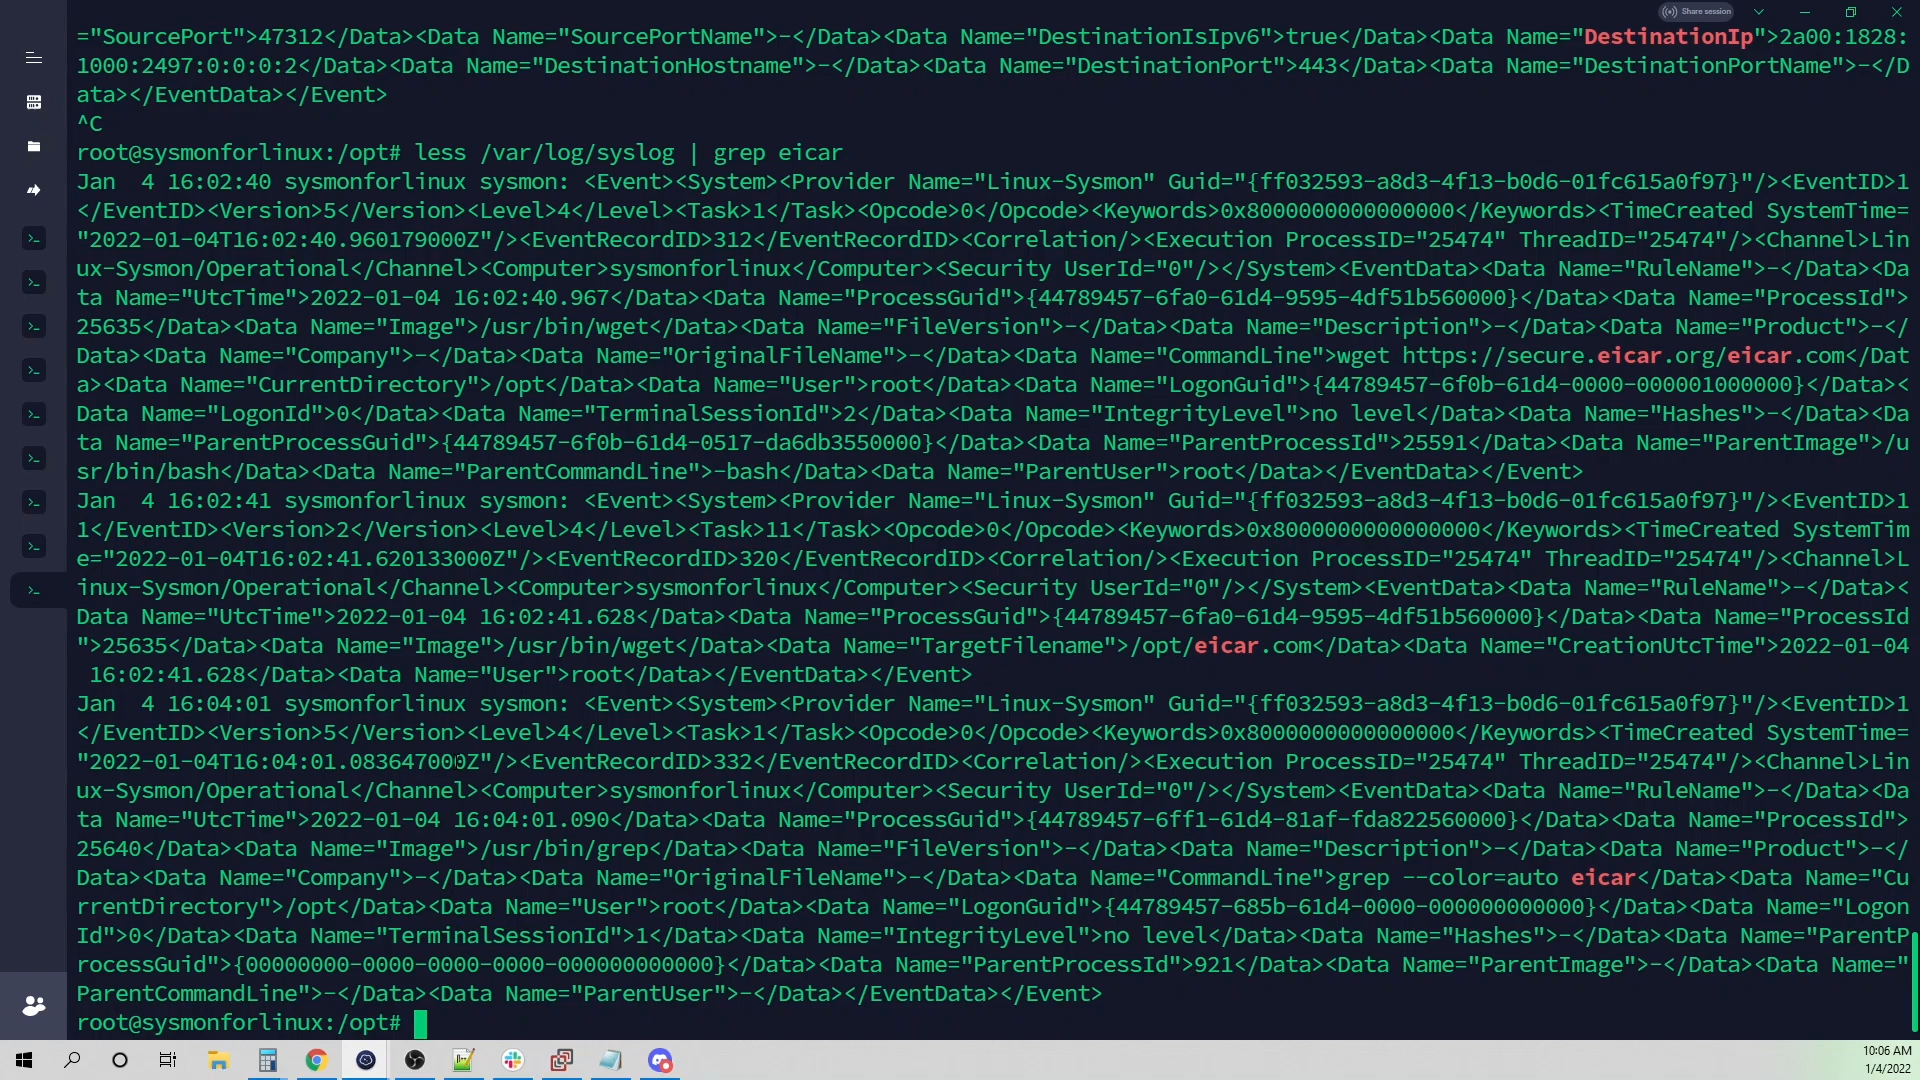 Share session
="SourcePort">47312</Data><Data Name="SourcePortName">-</Data><Data Name="DestinationIsIpv6">true</Data><Data Name="DestinationIp">2a00:1828:
1000:2497:0:0:0:2</Data><Data Name="DestinationHostname">-</Data><Data Name="DestinationPort">443</Data><Data Name="DestinationPortName">-</D
ata></EventData></Event>
^C
root@sysmonforlinux:/opt# less /var/log/syslog | grep eicar
Jan  4 16:02:40 sysmonforlinux sysmon: <Event><System><Provider Name="Linux-Sysmon" Guid="{ff032593-a8d3-4f13-b0d6-01fc615a0f97}"/><EventID>1
</EventID><Version>5</Version><Level>4</Level><Task>1</Task><Opcode>0</Opcode><Keywords>0x8000000000000000</Keywords><TimeCreated SystemTime=
"2022-01-04T16:02:40.960179000Z"/><EventRecordID>312</EventRecordID><Correlation/><Execution ProcessID="25474" ThreadID="25474"/><Channel>Lin
ux-Sysmon/Operational</Channel><Computer>sysmonforlinux</Computer><Security UserId="0"/></System><EventData><Data Name="RuleName">-</Data><Da
ta Name="UtcTime">2022-01-04 16:02:40.967</Data><Data Name="ProcessGuid">{44789457-6fa0-61d4-9595-4df51b560000}</Data><Data Name="ProcessId">
25635</Data><Data Name="Image">/usr/bin/wget</Data><Data Name="FileVersion">-</Data><Data Name="Description">-</Data><Data Name="Product">-</
Data><Data Name="Company">-</Data><Data Name="OriginalFileName">-</Data><Data Name="CommandLine">wget https://secure.eicar.org/eicar.com</Dat
a><Data Name="CurrentDirectory">/opt</Data><Data Name="User">root</Data><Data Name="LogonGuid">{44789457-6f0b-61d4-0000-000001000000}</Data><
Data Name="LogonId">0</Data><Data Name="TerminalSessionId">2</Data><Data Name="IntegrityLevel">no level</Data><Data Name="Hashes">-</Data><Da
ta Name="ParentProcessGuid">{44789457-6f0b-61d4-0517-da6db3550000}</Data><Data Name="ParentProcessId">25591</Data><Data Name="ParentImage">/u
sr/bin/bash</Data><Data Name="ParentCommandLine">-bash</Data><Data Name="ParentUser">root</Data></EventData></Event>
Jan  4 16:02:41 sysmonforlinux sysmon: <Event><System><Provider Name="Linux-Sysmon" Guid="{ff032593-a8d3-4f13-b0d6-01fc615a0f97}"/><EventID>1
1</EventID><Version>2</Version><Level>4</Level><Task>11</Task><Opcode>0</Opcode><Keywords>0x8000000000000000</Keywords><TimeCreated SystemTim
e="2022-01-04T16:02:41.620133000Z"/><EventRecordID>320</EventRecordID><Correlation/><Execution ProcessID="25474" ThreadID="25474"/><Channel>L
inux-Sysmon/Operational</Channel><Computer>sysmonforlinux</Computer><Security UserId="0"/></System><EventData><Data Name="RuleName">-</Data><
Data Name="UtcTime">2022-01-04 16:02:41.628</Data><Data Name="ProcessGuid">{44789457-6fa0-61d4-9595-4df51b560000}</Data><Data Name="ProcessId
">25635</Data><Data Name="Image">/usr/bin/wget</Data><Data Name="TargetFilename">/opt/eicar.com</Data><Data Name="CreationUtcTime">2022-01-04
 16:02:41.628</Data><Data Name="User">root</Data></EventData></Event>
Jan  4 16:04:01 sysmonforlinux sysmon: <Event><System><Provider Name="Linux-Sysmon" Guid="{ff032593-a8d3-4f13-b0d6-01fc615a0f97}"/><EventID>1
</EventID><Version>5</Version><Level>4</Level><Task>1</Task><Opcode>0</Opcode><Keywords>0x8000000000000000</Keywords><TimeCreated SystemTime=
"2022-01-04T16:04:01.083647000Z"/><EventRecordID>332</EventRecordID><Correlation/><Execution ProcessID="25474" ThreadID="25474"/><Channel>Lin
ux-Sysmon/Operational</Channel><Computer>sysmonforlinux</Computer><Security UserId="0"/></System><EventData><Data Name="RuleName">-</Data><Da
ta Name="UtcTime">2022-01-04 16:04:01.090</Data><Data Name="ProcessGuid">{44789457-6ff1-61d4-81af-fda822560000}</Data><Data Name="ProcessId">
25640</Data><Data Name="Image">/usr/bin/grep</Data><Data Name="FileVersion">-</Data><Data Name="Description">-</Data><Data Name="Product">-</
Data><Data Name="Company">-</Data><Data Name="OriginalFileName">-</Data><Data Name="CommandLine">grep --color=auto eicar</Data><Data Name="Cu
rrentDirectory">/opt</Data><Data Name="User">root</Data><Data Name="LogonGuid">{44789457-685b-61d4-0000-000000000000}</Data><Data Name="Logon
Id">0</Data><Data Name="TerminalSessionId">1</Data><Data Name="IntegrityLevel">no level</Data><Data Name="Hashes">-</Data><Data Name="ParentP
rocessGuid">{00000000-0000-0000-0000-000000000000}</Data><Data Name="ParentProcessId">921</Data><Data Name="ParentImage">-</Data><Data Name="
ParentCommandLine">-</Data><Data Name="ParentUser">-</Data></EventData></Event>
root@sysmonforlinux:/opt#
10:06 AM
1/4/2022